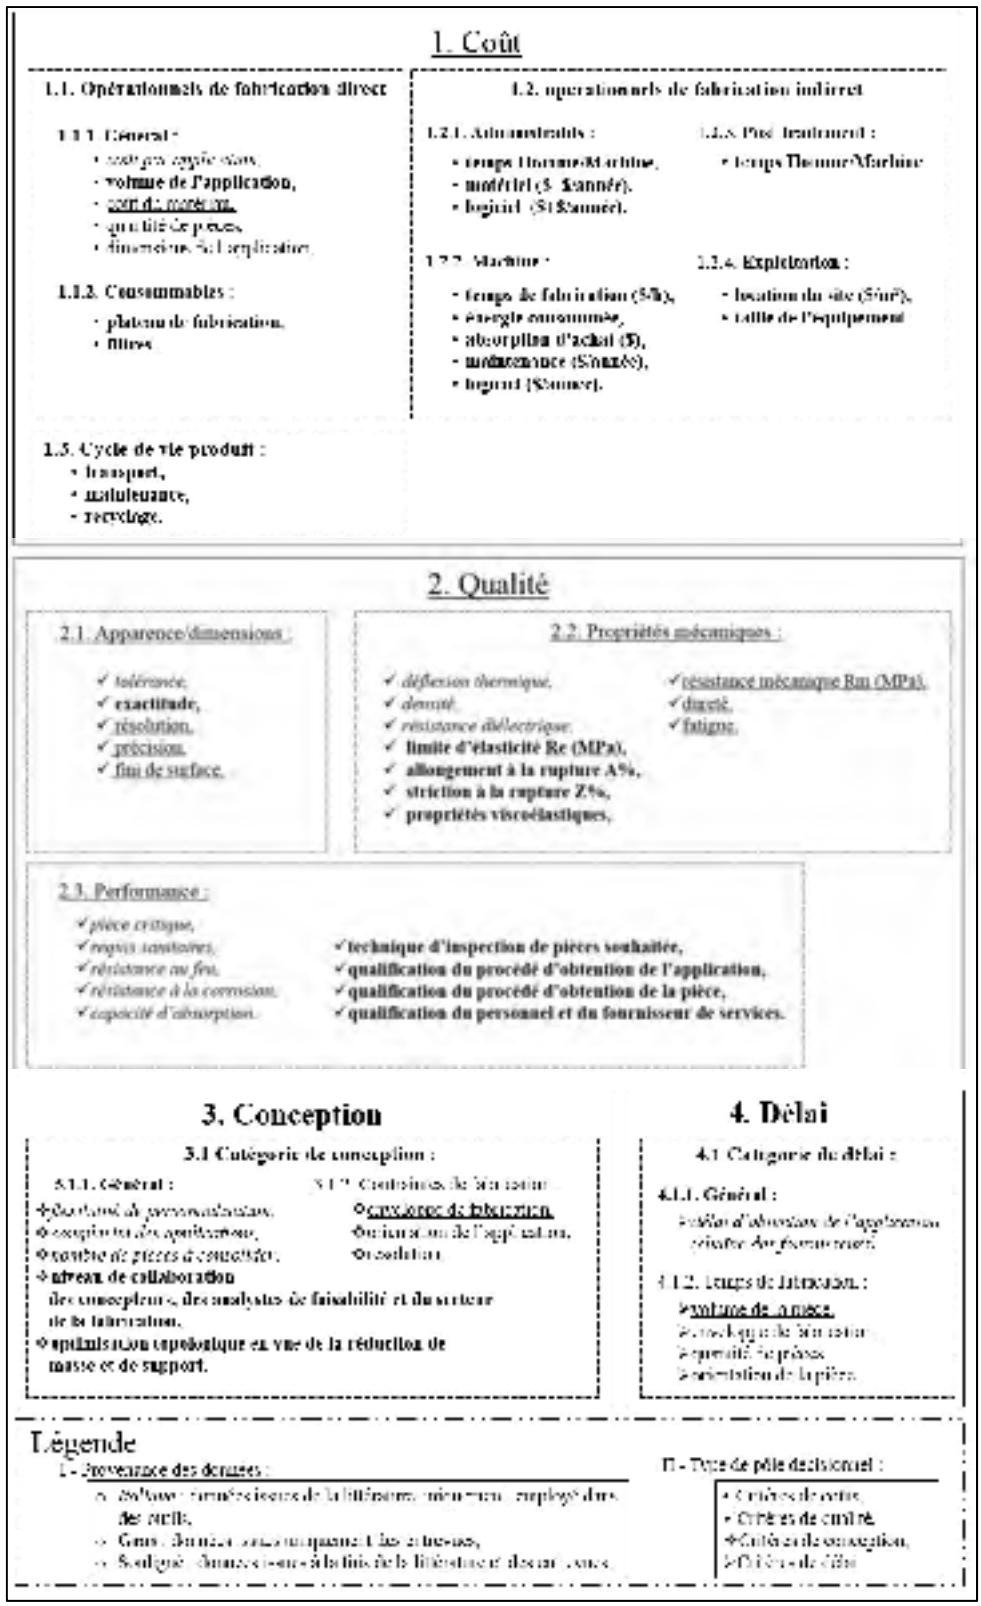 1. Coût
1.1. Opérationnels de fabrication direct
1.1.1. Général :
• coût par application,
• volume de l'application,
• coût du matériau,
• quantité de pièces,
• dimensions de l'application,
1.1.2. Consommables :
• plateau de fabrication,
• filtres
1.2. operationnels de fabrication indirect
1.2.1. Administratifs :
• temps Homme/Machine,
• matériel ($ $/année),
• logiciel ($+$/année).
1.2.2. Machine :
• temps de fabrication ($/h),
• énergie consommée,
• absorption d'achat ($),
• maintenance ($/année),
• logiciel ($/année).
1.2.3. Post traitement :
• temps Homme/Machine
1.2.4. Exploitation :
• location du site ($/m²),
• taille de l'équipement
1.3. Cycle de vie produit :
• transport,
• maintenance,
• recyclage.
2. Qualité
2.1. Apparence/dimensions :
✓ tolérance,
✓ exactitude,
✓ résolution,
✓ précision,
✓ fini de surface,
2.2. Propriétés mécaniques :
✓ déflexion thermique,
✓ densité,
✓ résistance diélectrique,
✓ limite d'élasticité Re (MPa),
✓ allongement à la rupture A%,
✓ striction à la rupture Z%,
✓ propriétés viscoélastiques,
✓ résistance mécanique Rm (MPa),
✓ dureté,
✓ fatigue,
2.3. Performance :
✓ pièce critique,
✓ requis sanitaires,
✓ résistance au feu,
✓ résistance à la corrosion,
✓ capacité d'absorption.
✓ technique d'inspection de pièces souhaitée,
✓ qualification du procédé d'obtention de l'application,
✓ qualification du procédé d'obtention de la pièce,
✓ qualification du personnel et du fournisseur de services.
3. Conception
3.1 Catégorie de conception :
3.1.1. Général :
❖ flexibilité de personnalisation,
❖ complexité des applications,
❖ nombre de pièces à consolider,
❖ niveau de collaboration
des concepteurs, des analystes de faisabilité et du secteur
de la fabrication,
❖ optimisation topologique en vue de la réduction de
masse et de support.
3.1.2. Contraintes de fabrication
❖ enveloppe de fabrication,
❖ orientation de l'application,
❖ résolution
4. Délai
4.1 Catégorie de délai :
4.1.1. Général :
➢ délai d'obtention de l'application
des fournisseurs.
4.1.2. Temps de fabrication :
➢ volume de la pièce,
➢ enveloppe de fabrication
➢ quantité de pièces
➢ orientation de la pièce
Légende
I - Provenance des données :
o Italique : données issues de la littérature employé dans
des outils,
o Gras : données issues uniquement des entrevues,
o Souligné : données issues à la fois de la littérature et des entrevues.
II - Type de pôle décisionnel :
• Critères de coûts,
✓ Critères de qualité,
❖ Critères de conception,
➢ Critères de délai